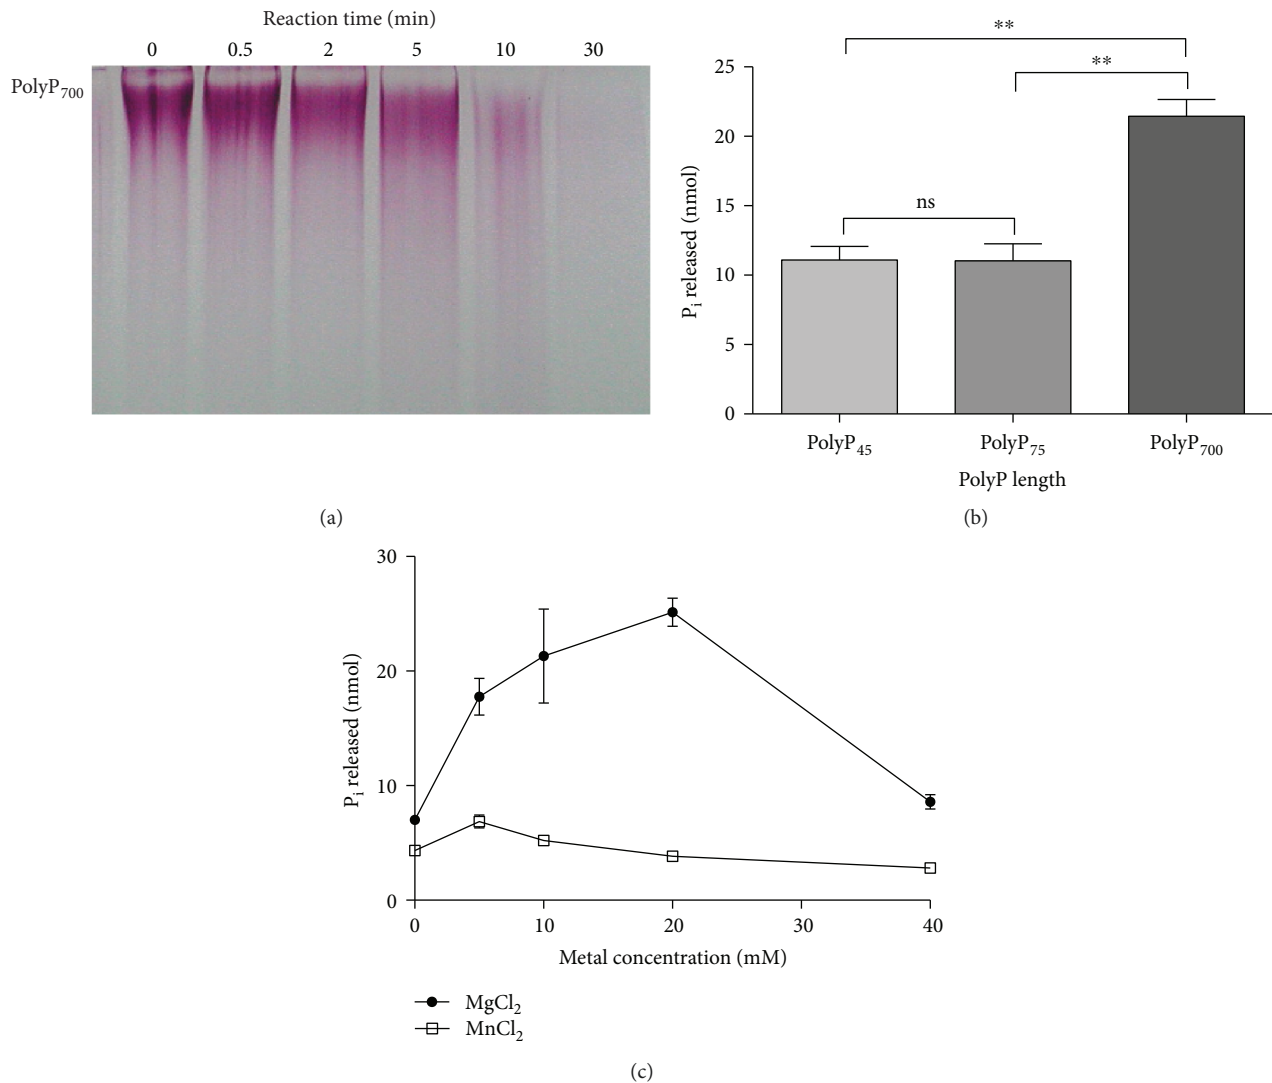 Reaction time (min)
0 0.5 2 5 10 30
PolyP₇₀₀
(a)
**
**
ns
25
20
15
10
5
0
Pᵢ released (nmol)
PolyP₄₅ PolyP₇₅ PolyP₇₀₀
PolyP length
(b)
30
20
10
0
Pᵢ released (nmol)
0 10 20 30 40
Metal concentration (mM)
MgCl₂
MnCl₂
(c)